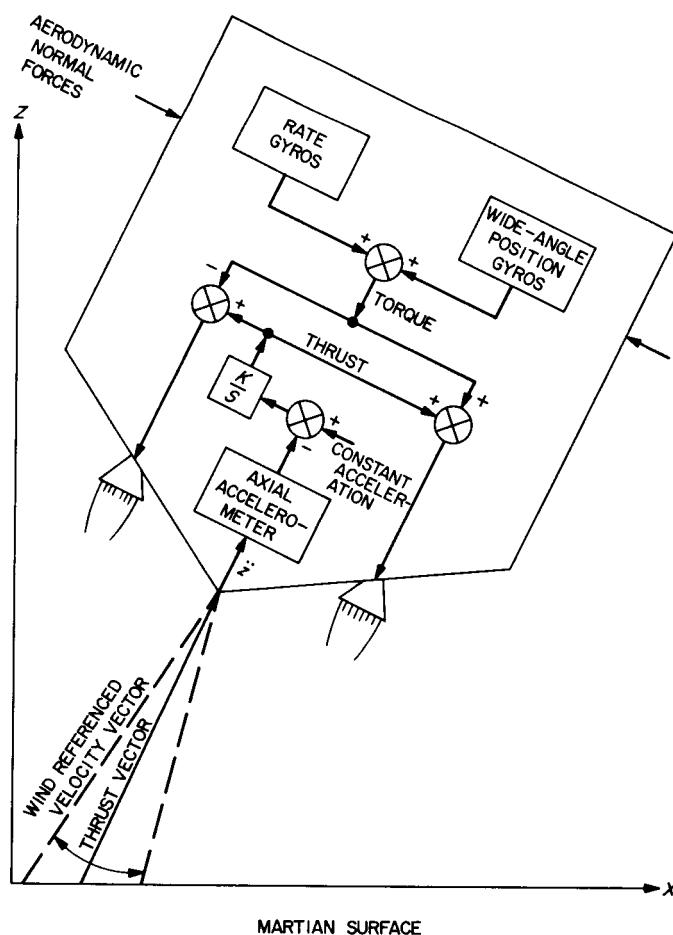 AERODYNAMIC
NORMAL
FORCES
Z
RATE
GYROS
WIDE-ANGLE
POSITION
GYROS
+
+
TORQUE
-
+
THRUST
K/S
+
+
+
-
CONSTANT
ACCELER-
ATION
AXIAL
ACCELERO-
METER
z̈
WIND REFERENCED
VELOCITY VECTOR
THRUST VECTOR
X
MARTIAN SURFACE